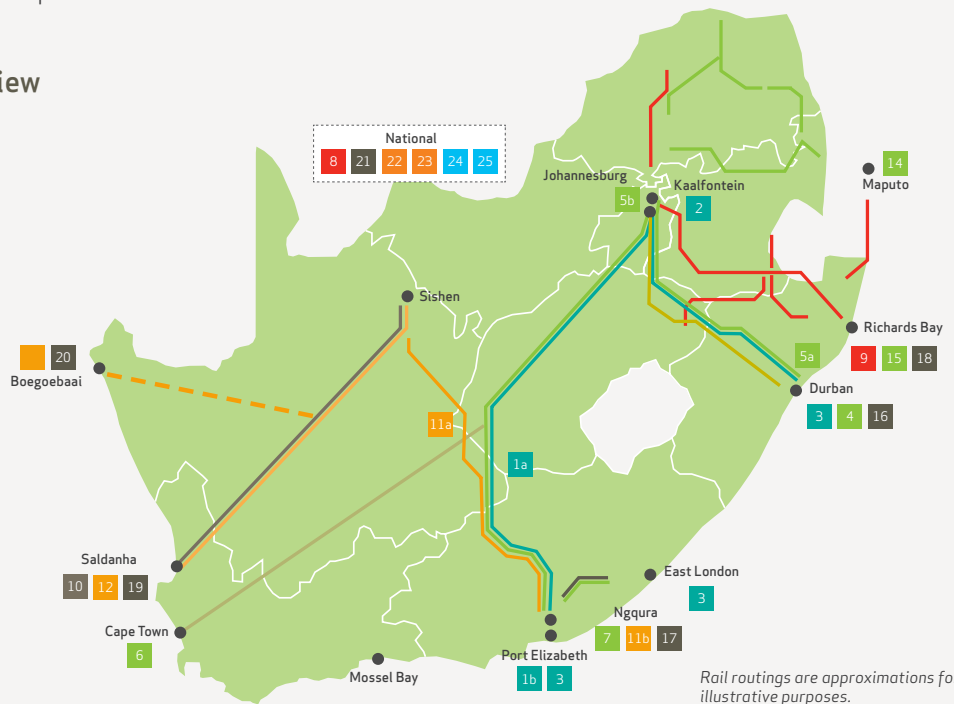 iew
National
8 21 22 23 24 25
Johannesburg
5b
Kaalfontein
2
14
Maputo
Sishen
Richards Bay
9 15 18
20
Boegoebaai
5a
Durban
3 4 16
11a
1a
Saldanha
10 12 19
East London
3
Cape Town
6
Ngqura
7 11b 17
Port Elizabeth
1b 3
Mossel Bay
Rail routings are approximations fo
illustrative purposes.